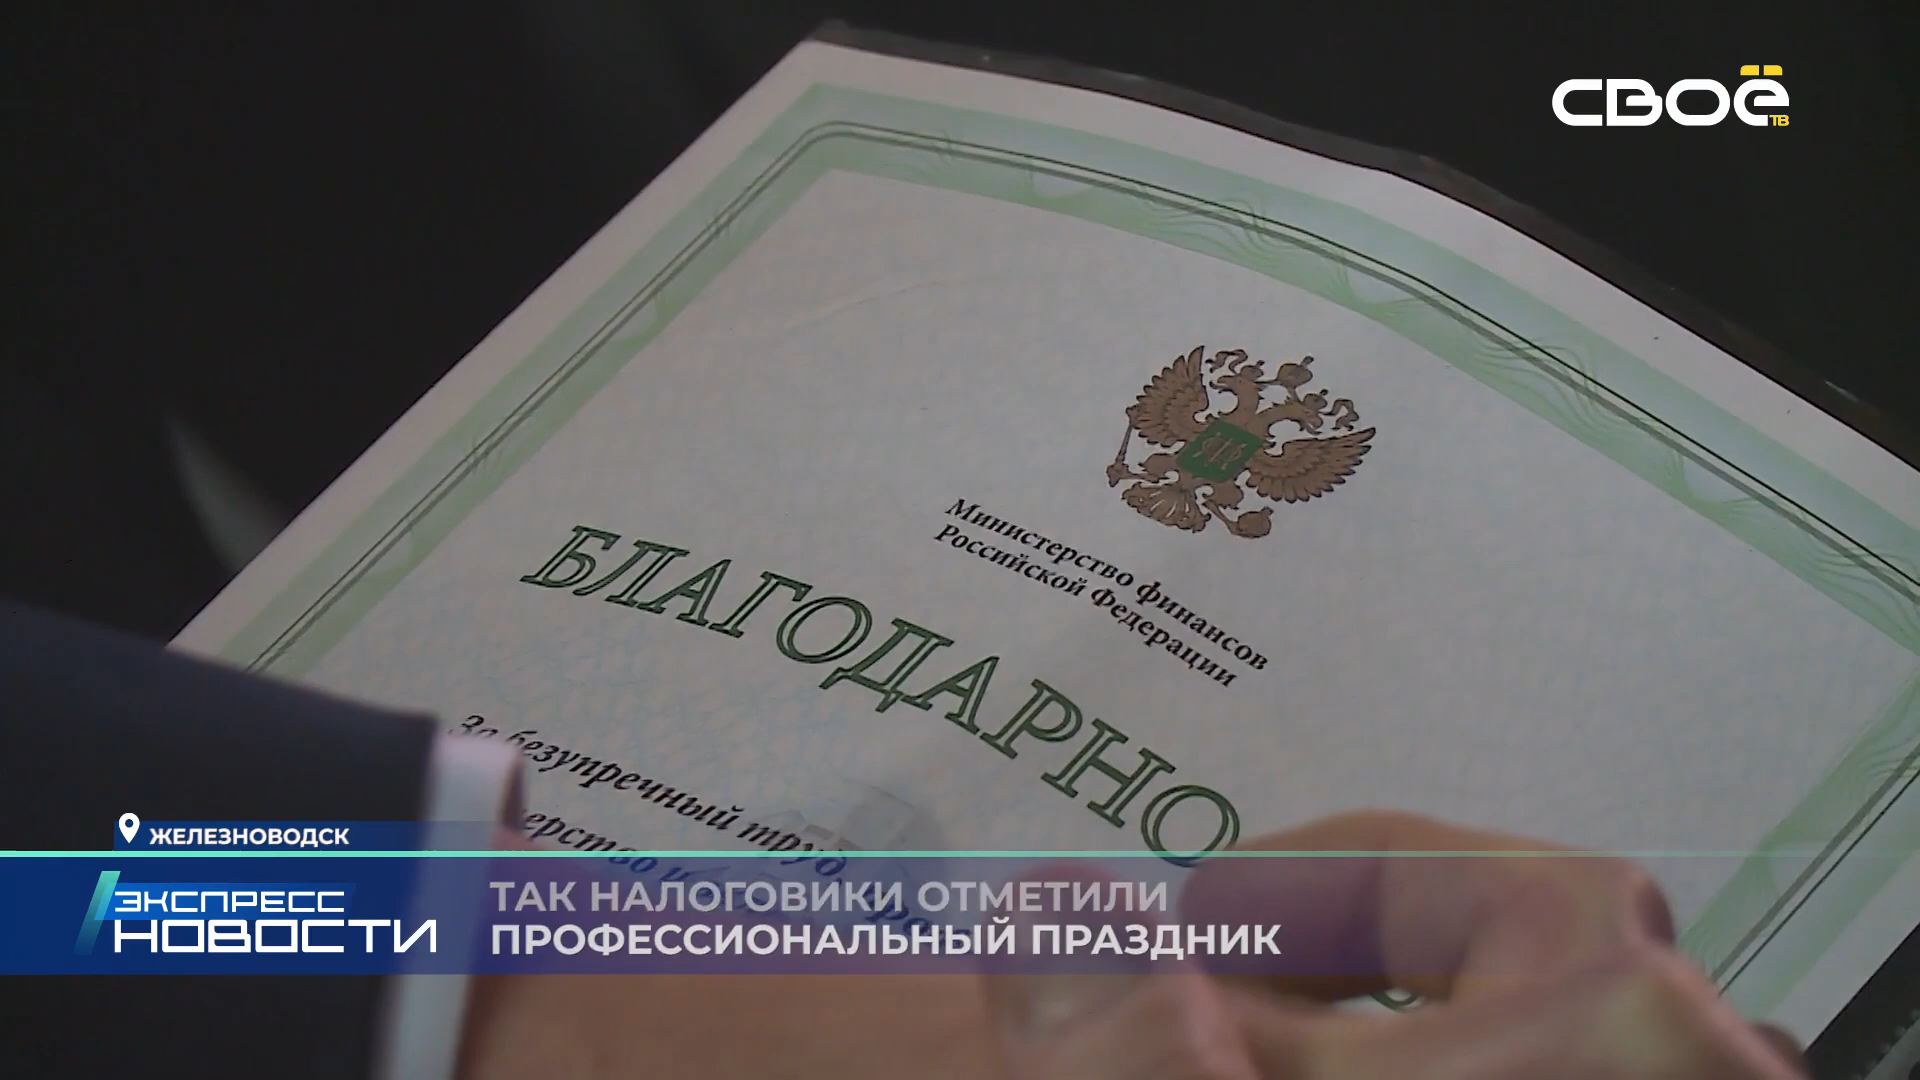 СВОЁ
ТВ
Министерство финансов
Российской Федерации
БЛАГОДАРНО
За безупречный труд,
ЖЕЛЕЗНОВОДСК
ЭКСПРЕСС
НОВОСТИ
ТАК НАЛОГОВИКИ ОТМЕТИЛИ
ПРОФЕССИОНАЛЬНЫЙ ПРАЗДНИК